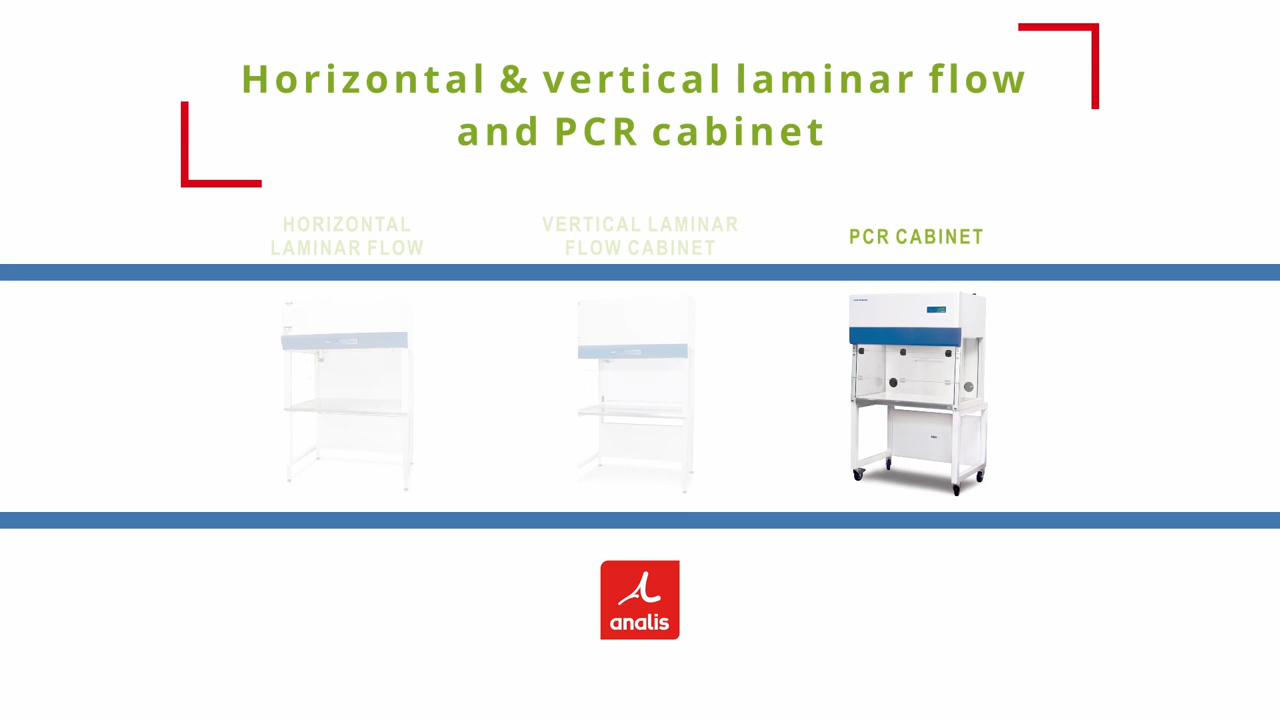 Horizontal & vertical laminar flow
and PCR cabinet
HORIZONTAL
LAMINAR FLOW
VERTICAL LAMINAR
FLOW CABINET
PCR CABINET
analis